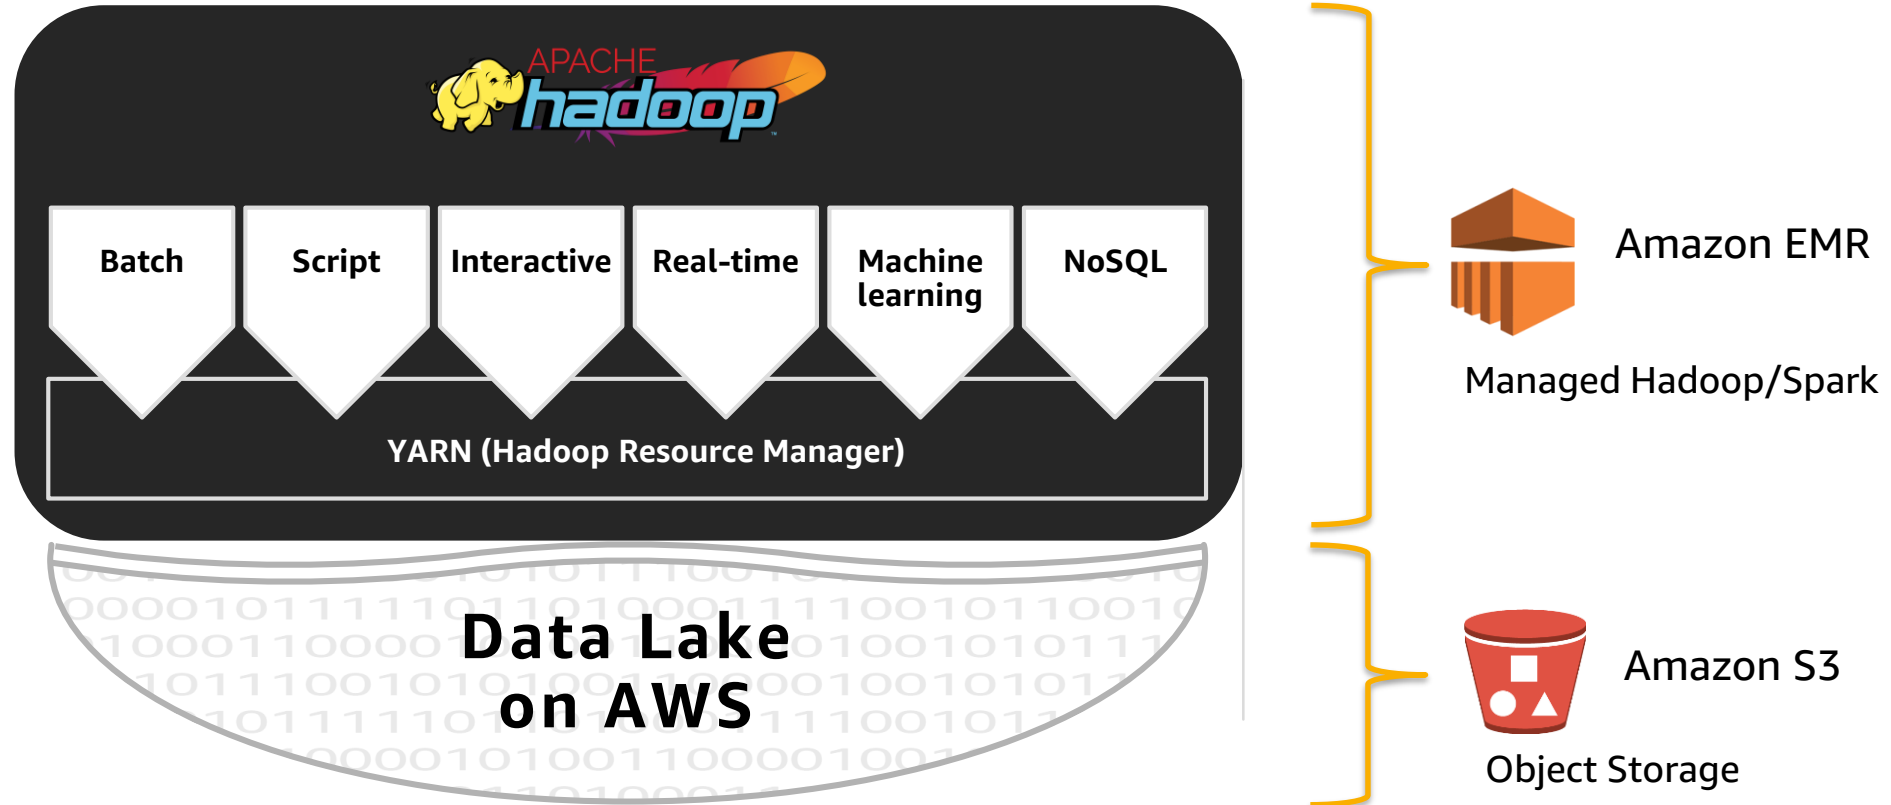 APACHE
hadoop
Batch
Script
Interactive
Real-time
Machine
learning
NoSQL
YARN (Hadoop Resource Manager)
Amazon EMR
Managed Hadoop/Spark
Data Lake
on AWS
Amazon S3
Object Storage